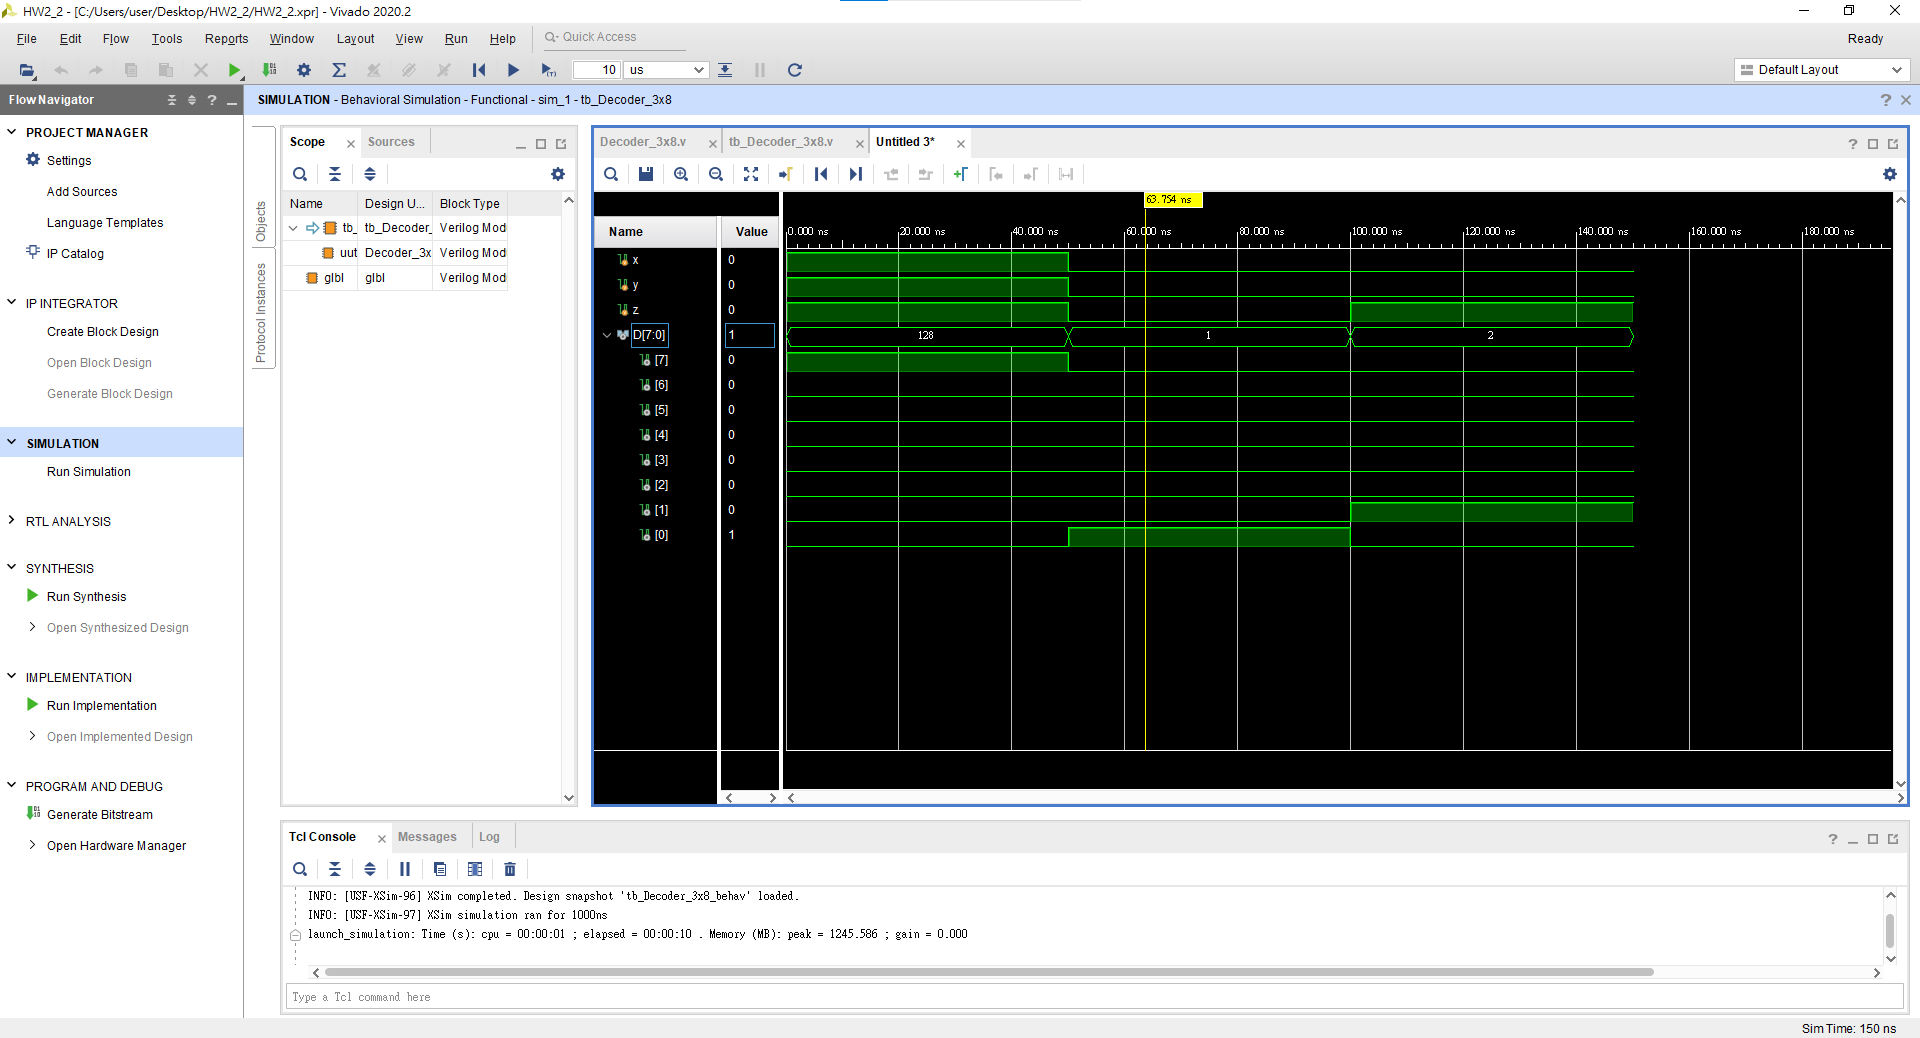 HW2_2 - [C:/Users/user/Desktop/HW2_2/HW2_2.xpr] - Vivado 2020.2
File Edit Flow Tools Reports Window Layout View Run Help Quick Access Ready
10 us Default Layout
Flow Navigator
SIMULATION - Behavioral Simulation - Functional - sim_1 - tb_Decoder_3x8
PROJECT MANAGER
Settings
Add Sources
Language Templates
IP Catalog
IP INTEGRATOR
Create Block Design
Open Block Design
Generate Block Design
SIMULATION
Run Simulation
RTL ANALYSIS
SYNTHESIS
Run Synthesis
Open Synthesized Design
IMPLEMENTATION
Run Implementation
Open Implemented Design
PROGRAM AND DEBUG
Generate Bitstream
Open Hardware Manager
Objects
Protocol Instances
Scope Sources
Name Design U... Block Type
tb_ tb_Decoder_ Verilog Mod
uut Decoder_3x Verilog Mod
glbl glbl Verilog Mod
Decoder_3x8.v tb_Decoder_3x8.v Untitled 3*
63.754 ns
Name Value 0.000 ns 20.000 ns 40.000 ns 60.000 ns 80.000 ns 100.000 ns 120.000 ns 140.000 ns 160.000 ns 180.000 ns
x 0
y 0
z 0
D[7:0] 1 128 1 2
[7] 0
[6] 0
[5] 0
[4] 0
[3] 0
[2] 0
[1] 0
[0] 1
Tcl Console Messages Log
INFO: [USF-XSim-96] XSim completed. Design snapshot 'tb_Decoder_3x8_behav' loaded.
INFO: [USF-XSim-97] XSim simulation ran for 1000ns
launch_simulation: Time (s): cpu = 00:00:01 ; elapsed = 00:00:10 . Memory (MB): peak = 1245.586 ; gain = 0.000
Type a Tcl command here
Sim Time: 150 ns